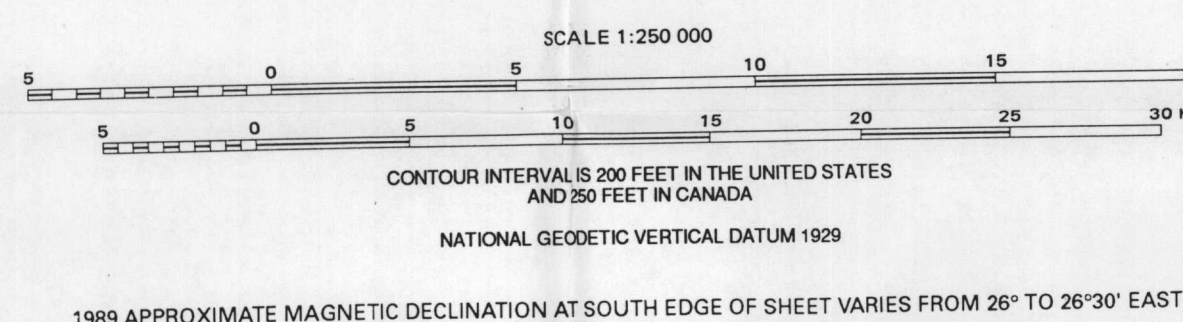 SCALE 1:250 000
5 0 5 10 15
5 0 5 10 15 20 25 30
CONTOUR INTERVAL IS 200 FEET IN THE UNITED STATES
AND 250 FEET IN CANADA
NATIONAL GEODETIC VERTICAL DATUM 1929
1989 APPROXIMATE MAGNETIC DECLINATION AT SOUTH EDGE OF SHEET VARIES FROM 26° TO 26°30' EAST